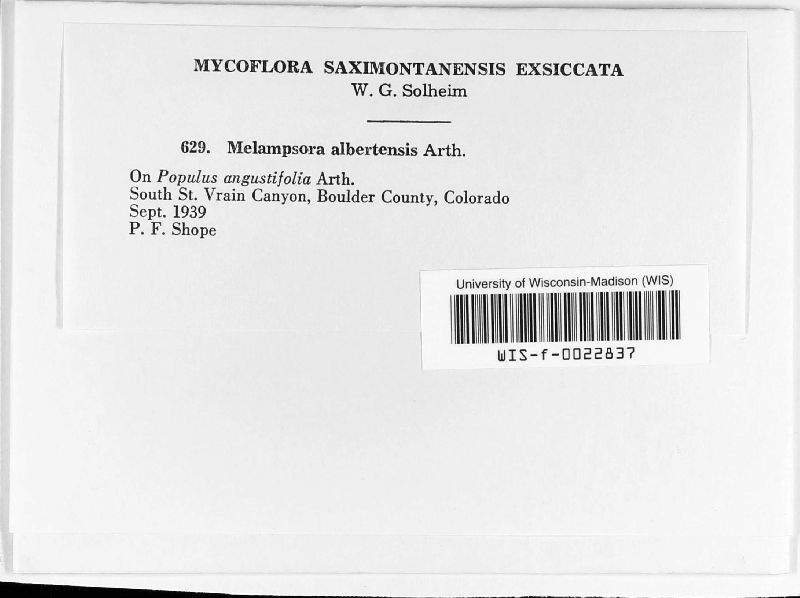 MYCOFLORA SAXIMONTANENSIS EXSICCATA
W. G. Solheim
629. Melampsora albertensis Arth.
On Populus angustifolia Arth.
South St. Vrain Canyon, Boulder County, Colorado
Sept. 1939
P. F. Shope
University of Wisconsin-Madison (WIS)
WIS-f-0022837